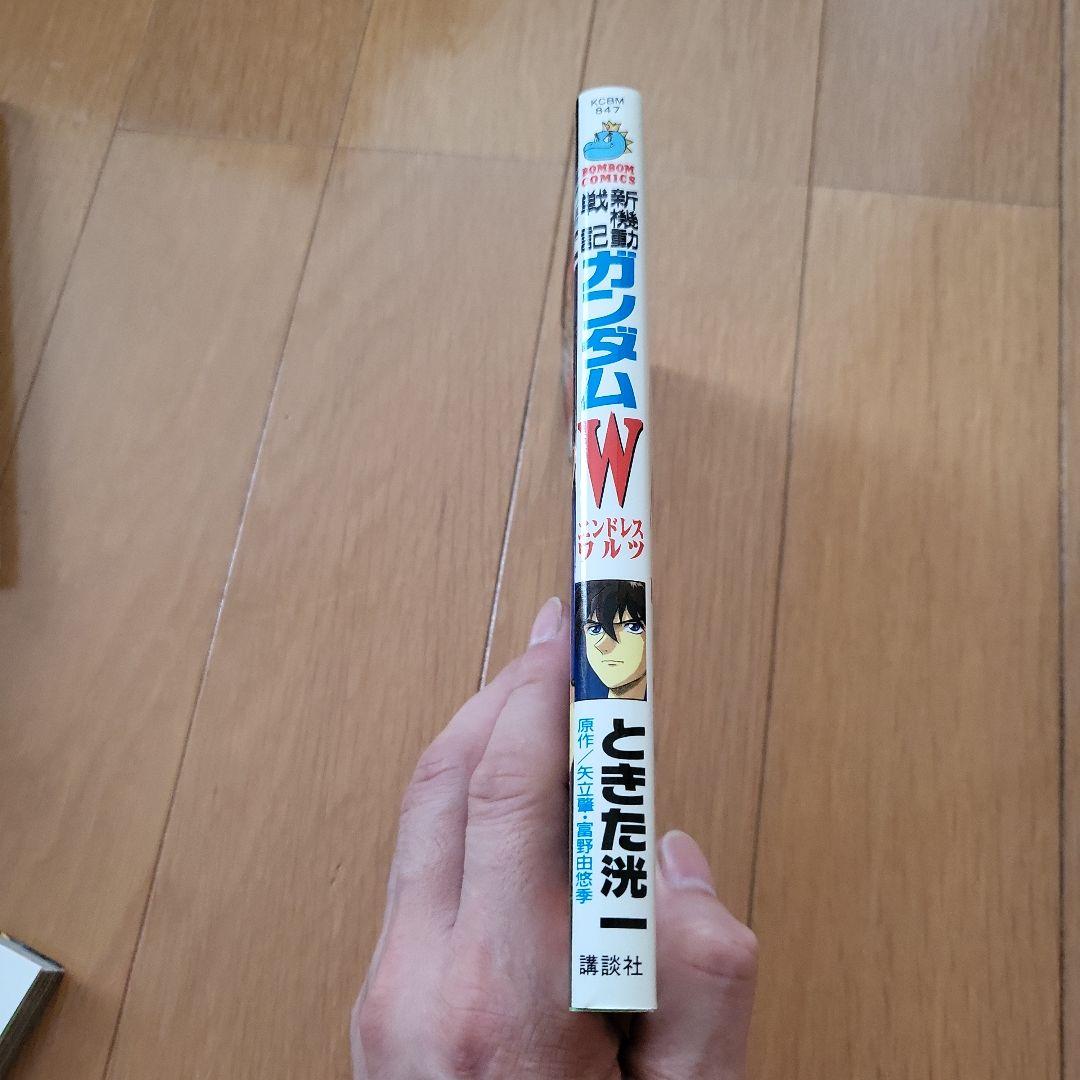 KCBM
847
BOMBOM
COMICS
新機動
戦記
ガンダム
W
エンドレス
ワルツ
ときた洸一
原作／矢立肇・富野由悠季
講談社